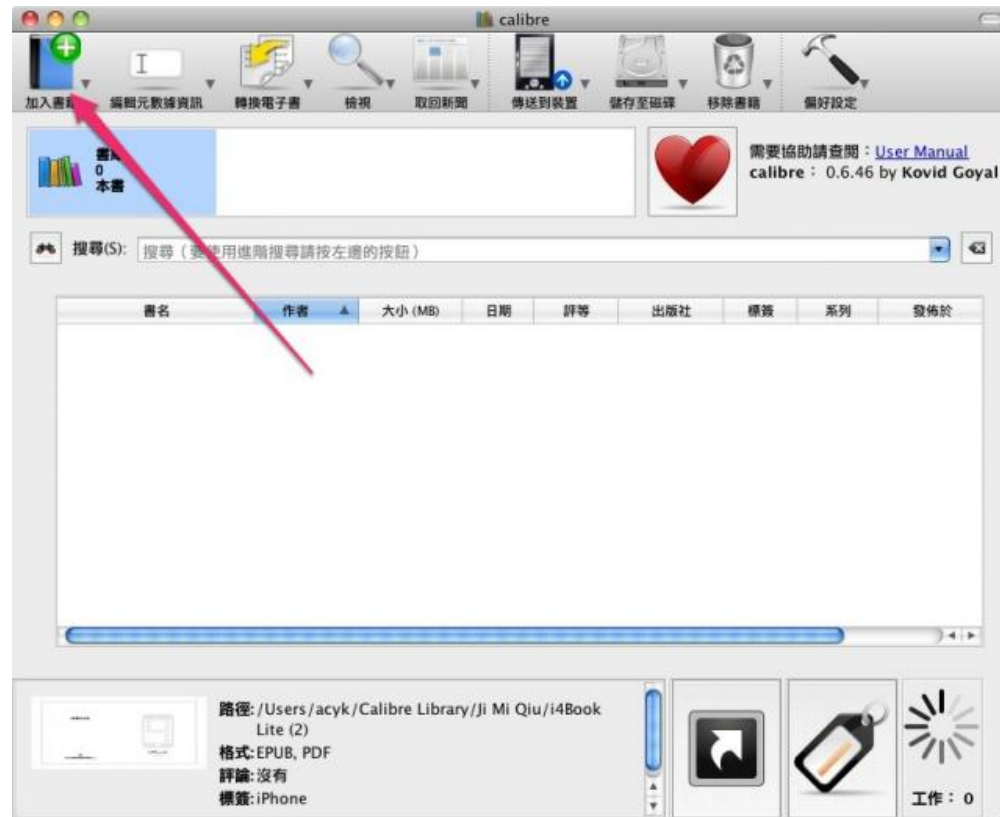 calibre
加入書 編輯元數據資訊 轉換電子書 檢視 取回新聞 傳送到裝置 儲存至磁碟 移除書籍 偏好設定
書
0
本書
需要協助請查閱：User Manual
calibre： 0.6.46 by Kovid Goyal
搜尋(S): 搜尋（要使用進階搜尋請按左邊的按鈕）
書名 作者 大小 (MB) 日期 評等 出版社 標簽 系列 發佈於
路徑:/Users/acyk/Calibre Library/Ji Mi Qiu/i4Book
Lite (2)
格式:EPUB, PDF
評論:沒有
標簽:iPhone
工作： 0